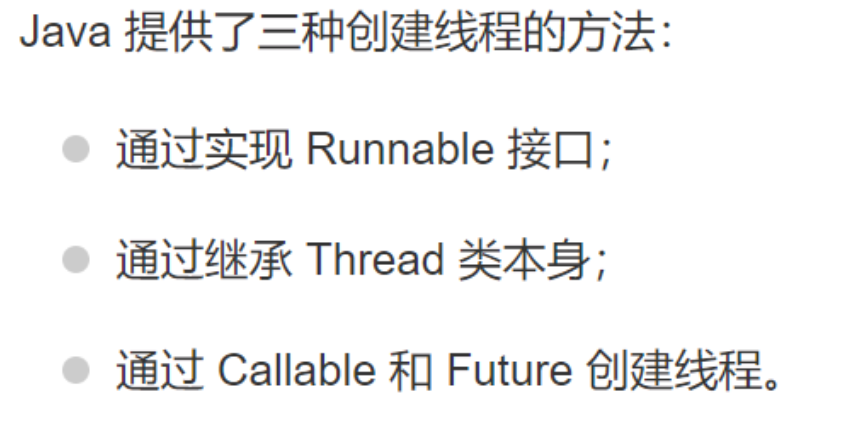 Java 提供了三种创建线程的方法：
通过实现 Runnable 接口；
通过继承 Thread 类本身；
通过 Callable 和 Future 创建线程。